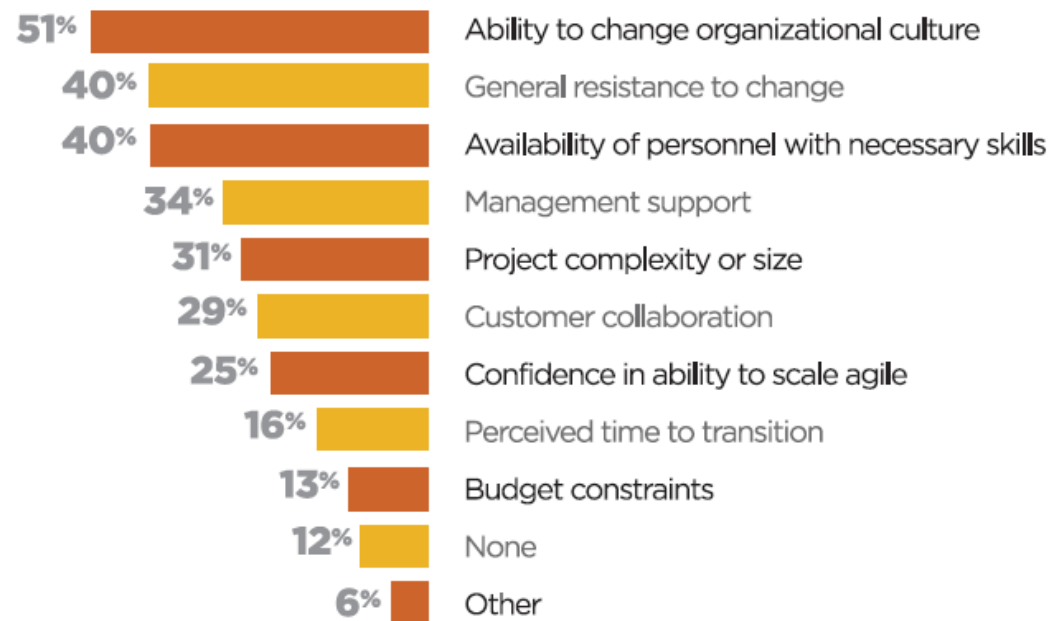 51% Ability to change organizational culture
40% General resistance to change
40% Availability of personnel with necessary skills
34% Management support
31% Project complexity or size
29% Customer collaboration
25% Confidence in ability to scale agile
16% Perceived time to transition
13% Budget constraints
12% None
6% Other